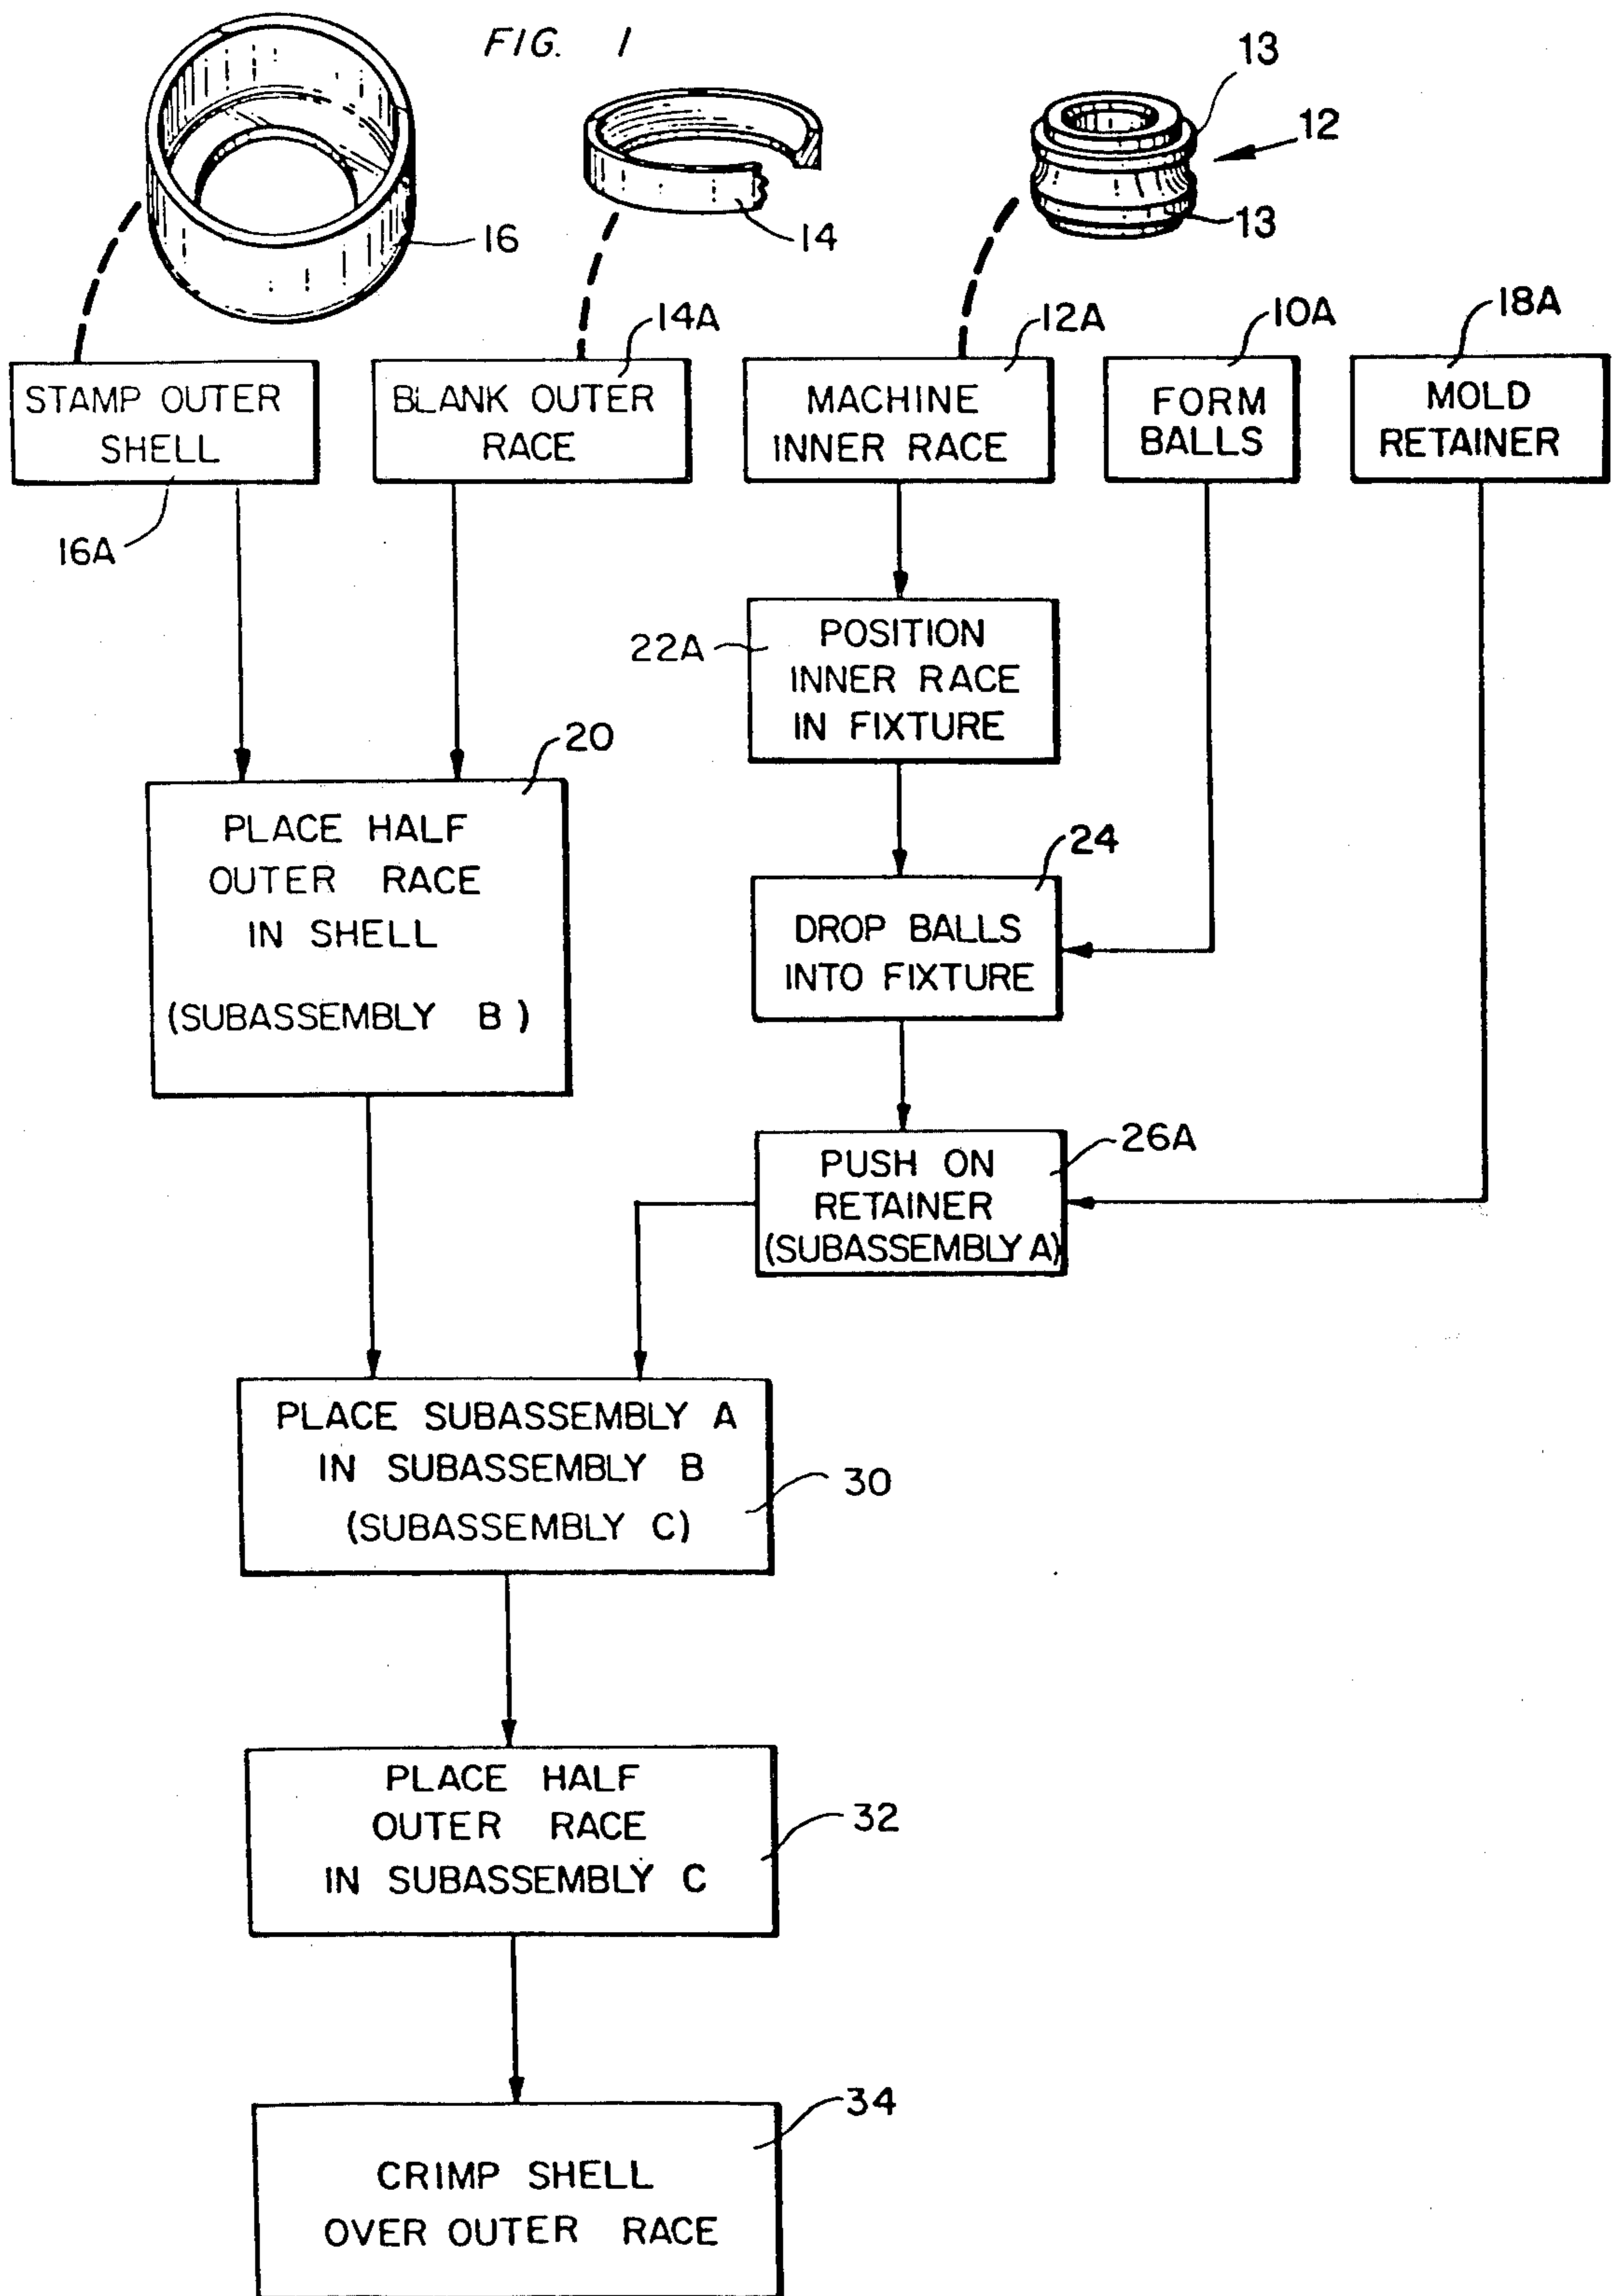 FIG. 1
13
12
16
14
13
14A
12A
10A
18A
STAMP OUTER
SHELL
BLANK OUTER
RACE
MACHINE
INNER RACE
FORM
BALLS
MOLD
RETAINER
16A
22A
POSITION
INNER RACE
IN FIXTURE
20
PLACE HALF
OUTER RACE
IN SHELL
(SUBASSEMBLY B)
24
DROP BALLS
INTO FIXTURE
26A
PUSH ON
RETAINER
(SUBASSEMBLY A)
PLACE SUBASSEMBLY A
IN SUBASSEMBLY B
(SUBASSEMBLY C)
30
PLACE HALF
OUTER RACE
IN SUBASSEMBLY C
32
34
CRIMP SHELL
OVER OUTER RACE